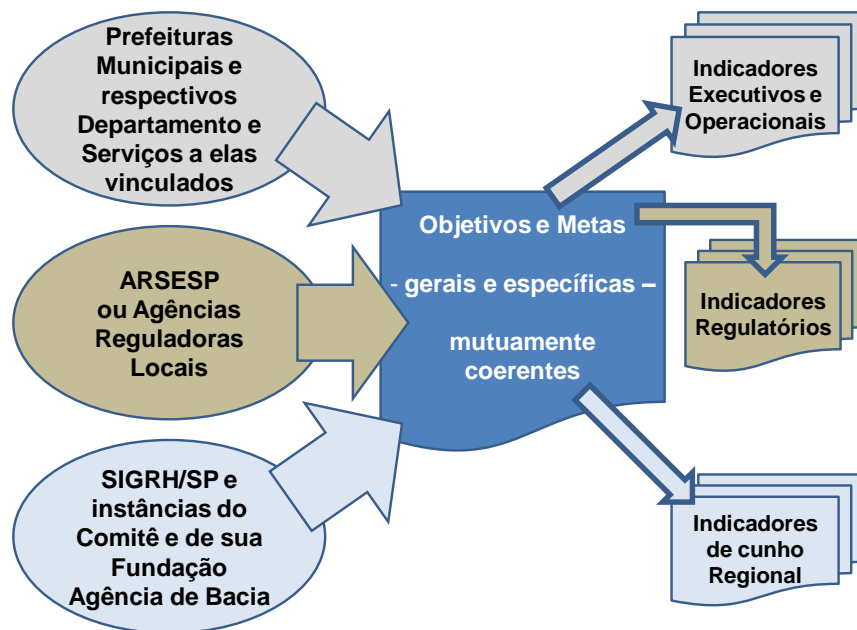 Prefeituras
Municipais e
respectivos
Departamento e
Serviços a elas
vinculados
ARSESP
ou Agências
Reguladoras
Locais
SIGRH/SP e
instâncias do
Comitê e de sua
Fundação
Agência de Bacia
Objetivos e Metas
- gerais e específicas –
mutuamente
coerentes
Indicadores
Executivos e
Operacionais
Indicadores
Regulatórios
Indicadores
de cunho
Regional